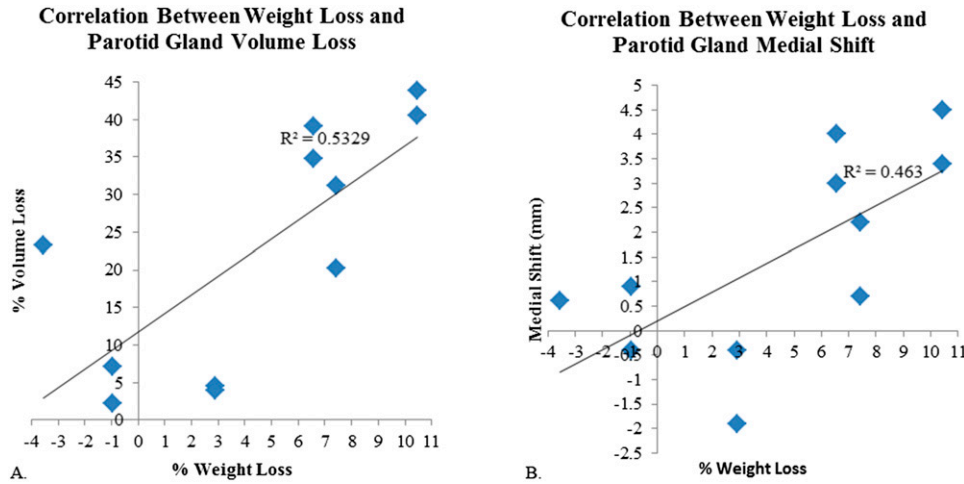 Correlation Between Weight Loss and
Parotid Gland Volume Loss
45
40
35
30
25
20
15
10
5
0
% Volume Loss
R² = 0.5329
-4 -3 -2 -1 0 1 2 3 4 5 6 7 8 9 10 11
A.
% Weight Loss
Correlation Between Weight Loss and
Parotid Gland Medial Shift
5
4.5
4
3.5
3
2.5
2
1.5
1
0.5
0
-0.5
-1
-1.5
-2
-2.5
Medial Shift (mm)
R² = 0.463
-4 -3 -2 -1 0 1 2 3 4 5 6 7 8 9 10 11
B.
% Weight Loss